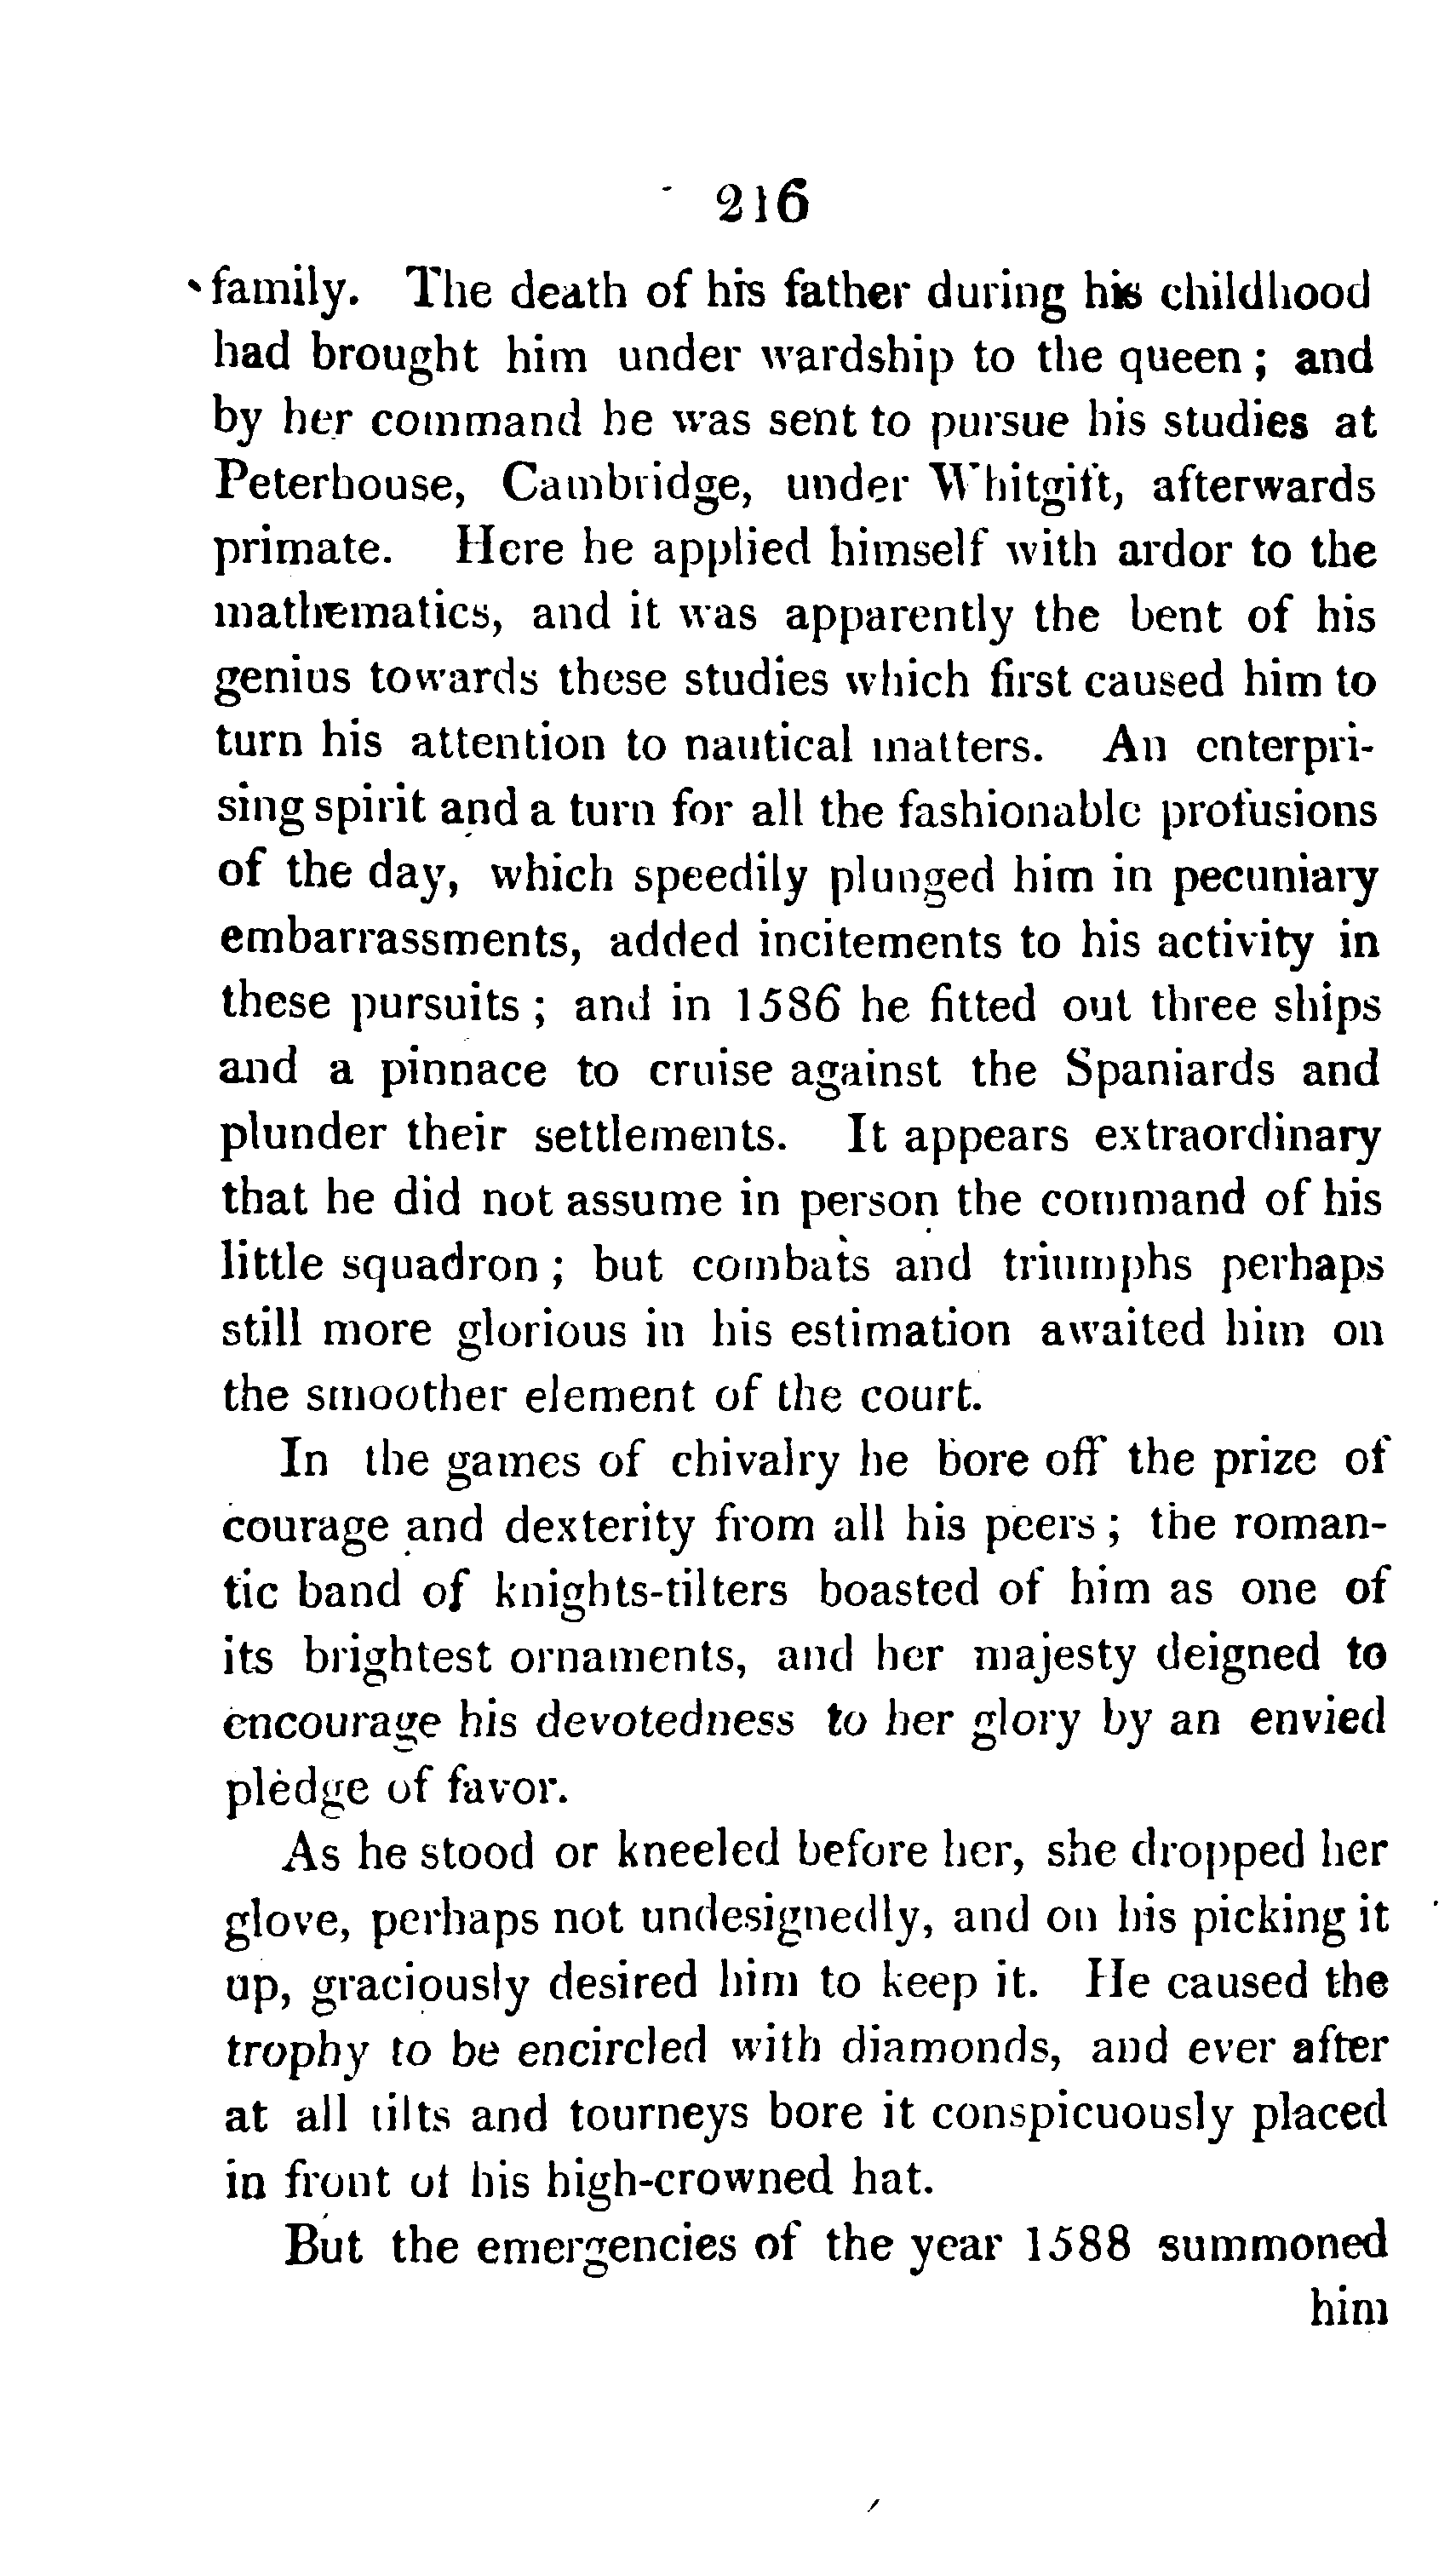 216
family. The death of his father during his childhood
had brought him under wardship to the queen; and
by her command he was sent to pursue his studies at
Peterhouse, Cambridge, under Whitgift, afterwards
primate. Here he applied himself with ardor to the
mathematics, and it was apparently the bent of his
genius towards these studies which first caused him to
turn his attention to nautical matters. An enterpri-
sing spirit and a turn for all the fashionable profusions
of the day, which speedily plunged him in pecuniary
embarrassments, added incitements to his activity in
these pursuits; and in 1586 he fitted out three ships
and a pinnace to cruise against the Spaniards and
plunder their settlements. It appears extraordinary
that he did not assume in person the command of his
little squadron; but combats and triumphs perhaps
still more glorious in his estimation awaited him on
the smoother element of the court.
In the games of chivalry he bore off the prize of
courage and dexterity from all his peers; the roman-
tic band of knights-tilters boasted of him as one of
its brightest ornaments, and her majesty deigned to
encourage his devotedness to her glory by an envied
pledge of favor.
As he stood or kneeled before her, she dropped her
glove, perhaps not undesignedly, and on his picking it
up, graciously desired him to keep it. He caused the
trophy to be encircled with diamonds, and ever after
at all tilts and tourneys bore it conspicuously placed
in front of his high-crowned hat.
But the emergencies of the year 1588 summoned
him